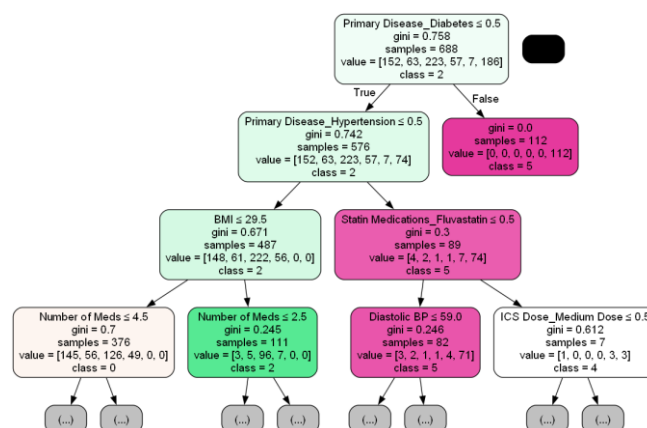 Primary Disease_Diabetes ≤ 0.5
gini = 0.758
samples = 688
value = [152, 63, 223, 57, 7, 186]
class = 2
True
False
Primary Disease_Hypertension ≤ 0.5
gini = 0.742
samples = 576
value = [152, 63, 223, 57, 7, 74]
class = 2
gini = 0.0
samples = 112
value = [0, 0, 0, 0, 0, 112]
class = 5
BMI ≤ 29.5
gini = 0.671
samples = 487
value = [148, 61, 222, 56, 0, 0]
class = 2
Statin Medications_Fluvastatin ≤ 0.5
gini = 0.3
samples = 89
value = [4, 2, 1, 1, 7, 74]
class = 5
Number of Meds ≤ 4.5
gini = 0.7
samples = 376
value = [145, 56, 126, 49, 0, 0]
class = 0
Number of Meds ≤ 2.5
gini = 0.245
samples = 111
value = [3, 5, 96, 7, 0, 0]
class = 2
Diastolic BP ≤ 59.0
gini = 0.246
samples = 82
value = [3, 2, 1, 1, 4, 71]
class = 5
ICS Dose_Medium Dose ≤ 0.5
gini = 0.612
samples = 7
value = [1, 0, 0, 0, 3, 3]
class = 4
(...)
(...)
(...)
(...)
(...)
(...)
(...)
(...)